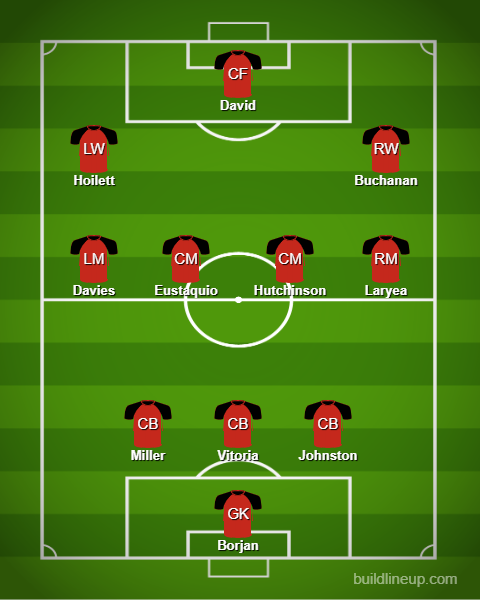 CF
David
LW
RW
Hoilett
Buchanan
LM
CM
CM
RM
Davies
Eustáquio
Hutchinson
Laryea
CB
CB
CB
Miller
Vitoria
Johnston
GK
Borjan
buildlineup.com